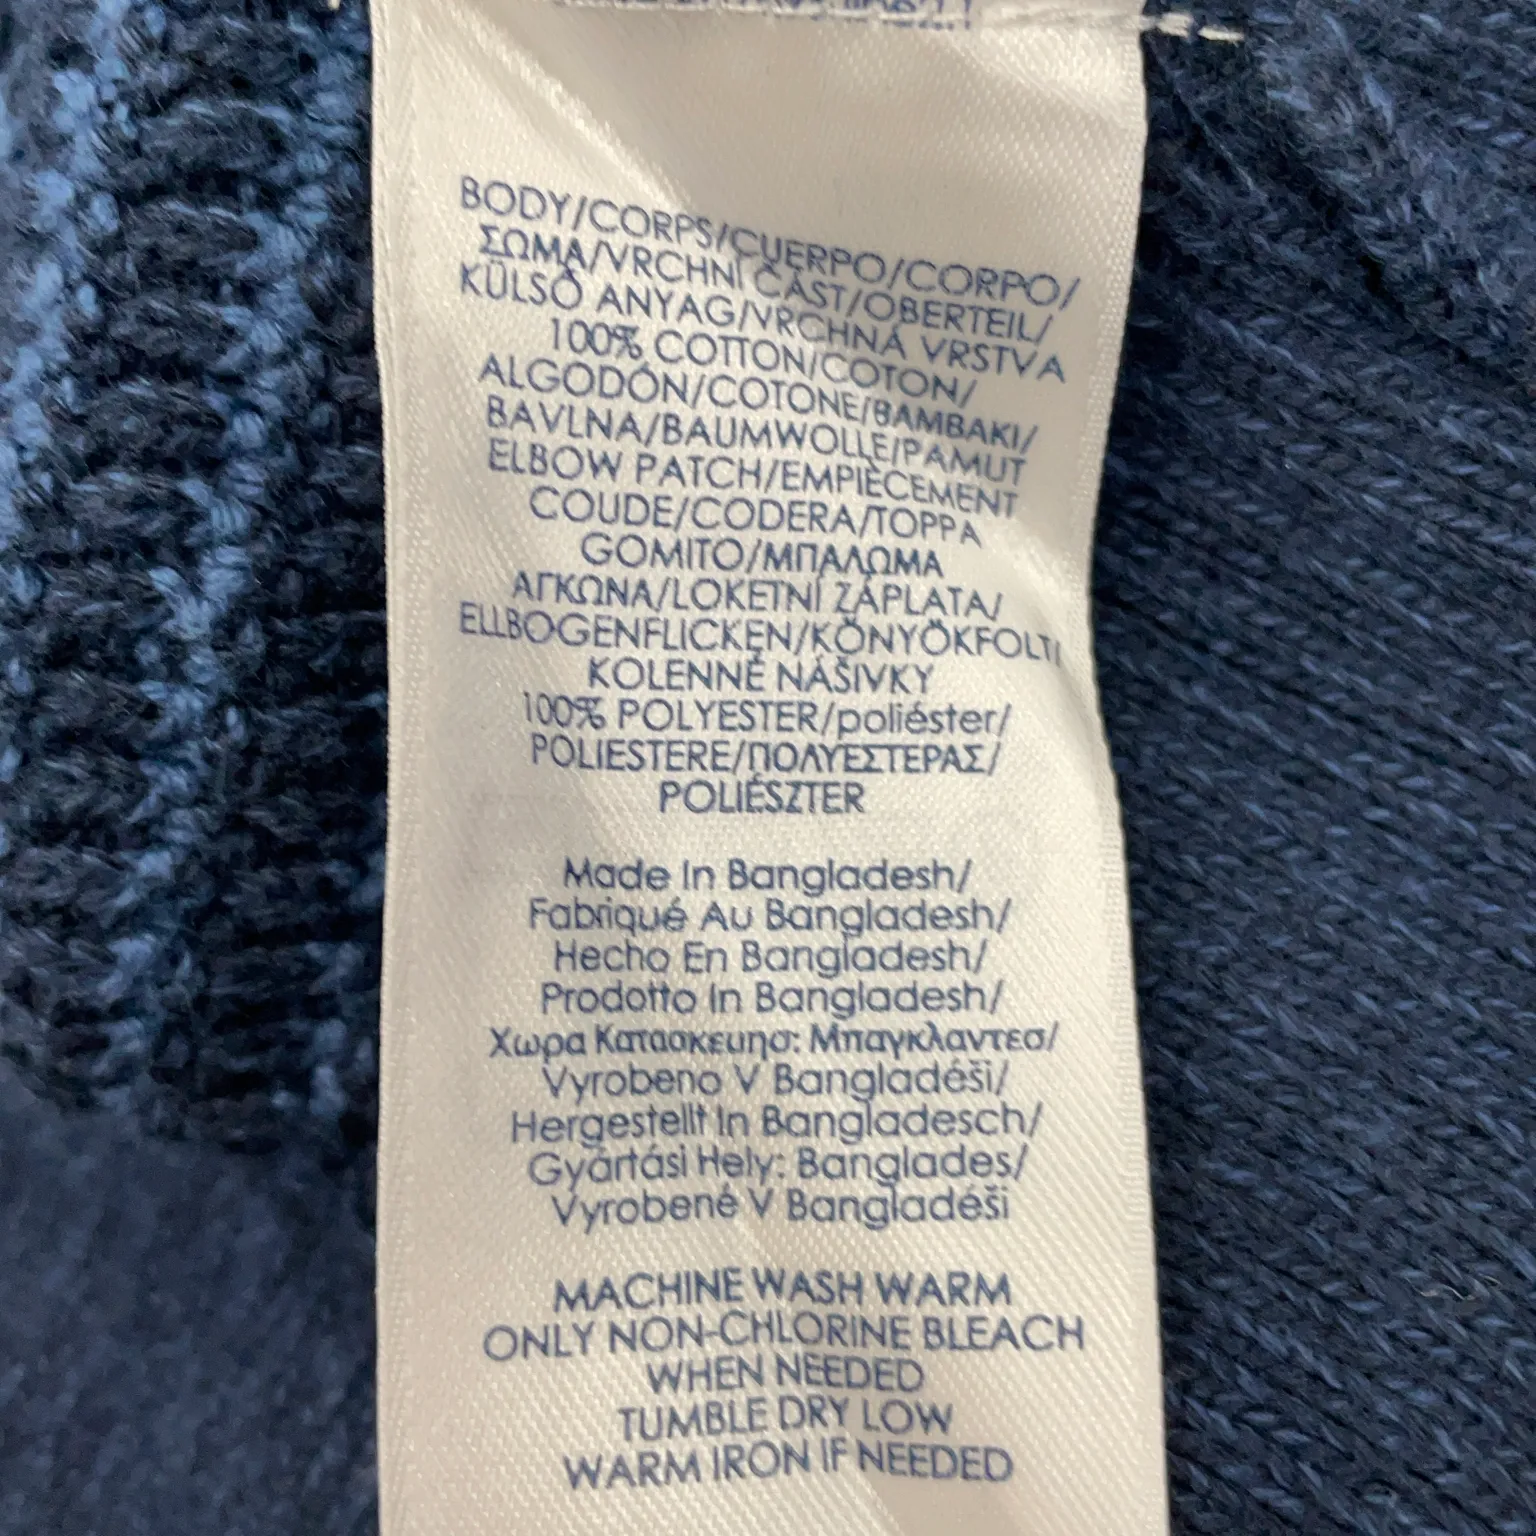 BODY/CORPS/CUERPO/CORPO/
ΣΩΜΑ/VRCHNÍ ČÁST/OBERTEIL/
KÜLSŐ ANYAG/VRCHNÁ VRSTVA
100% COTTON/COTON/
ALGODÓN/COTONE/BAMBAKI/
BAVLNA/BAUMWOLLE/PAMUT
ELBOW PATCH/EMPIÈCEMENT
COUDE/CODERA/TOPPA
GOMITO/ΜΠΑΛΩΜΑ
ΑΓΚΩΝΑ/LOKETNÍ ZÁPLATA/
ELLBOGENFLICKEN/KÖNYÖKFOLT/
KOLENNÉ NÁŠIVKY
100% POLYESTER/poliéster/
POLIESTERE/ΠΟΛΥΕΣΤΕΡΑΣ/
POLIÉSZTER
Made In Bangladesh/
Fabriqué Au Bangladesh/
Hecho En Bangladesh/
Prodotto In Bangladesh/
Χωρα Κατασκευησ: Μπαγκλαντεσ/
Vyrobeno V Bangladéši/
Hergestellt In Bangladesch/
Gyártási Hely: Banglades/
Vyrobené V Bangladéši
MACHINE WASH WARM
ONLY NON-CHLORINE BLEACH
WHEN NEEDED
TUMBLE DRY LOW
WARM IRON IF NEEDED